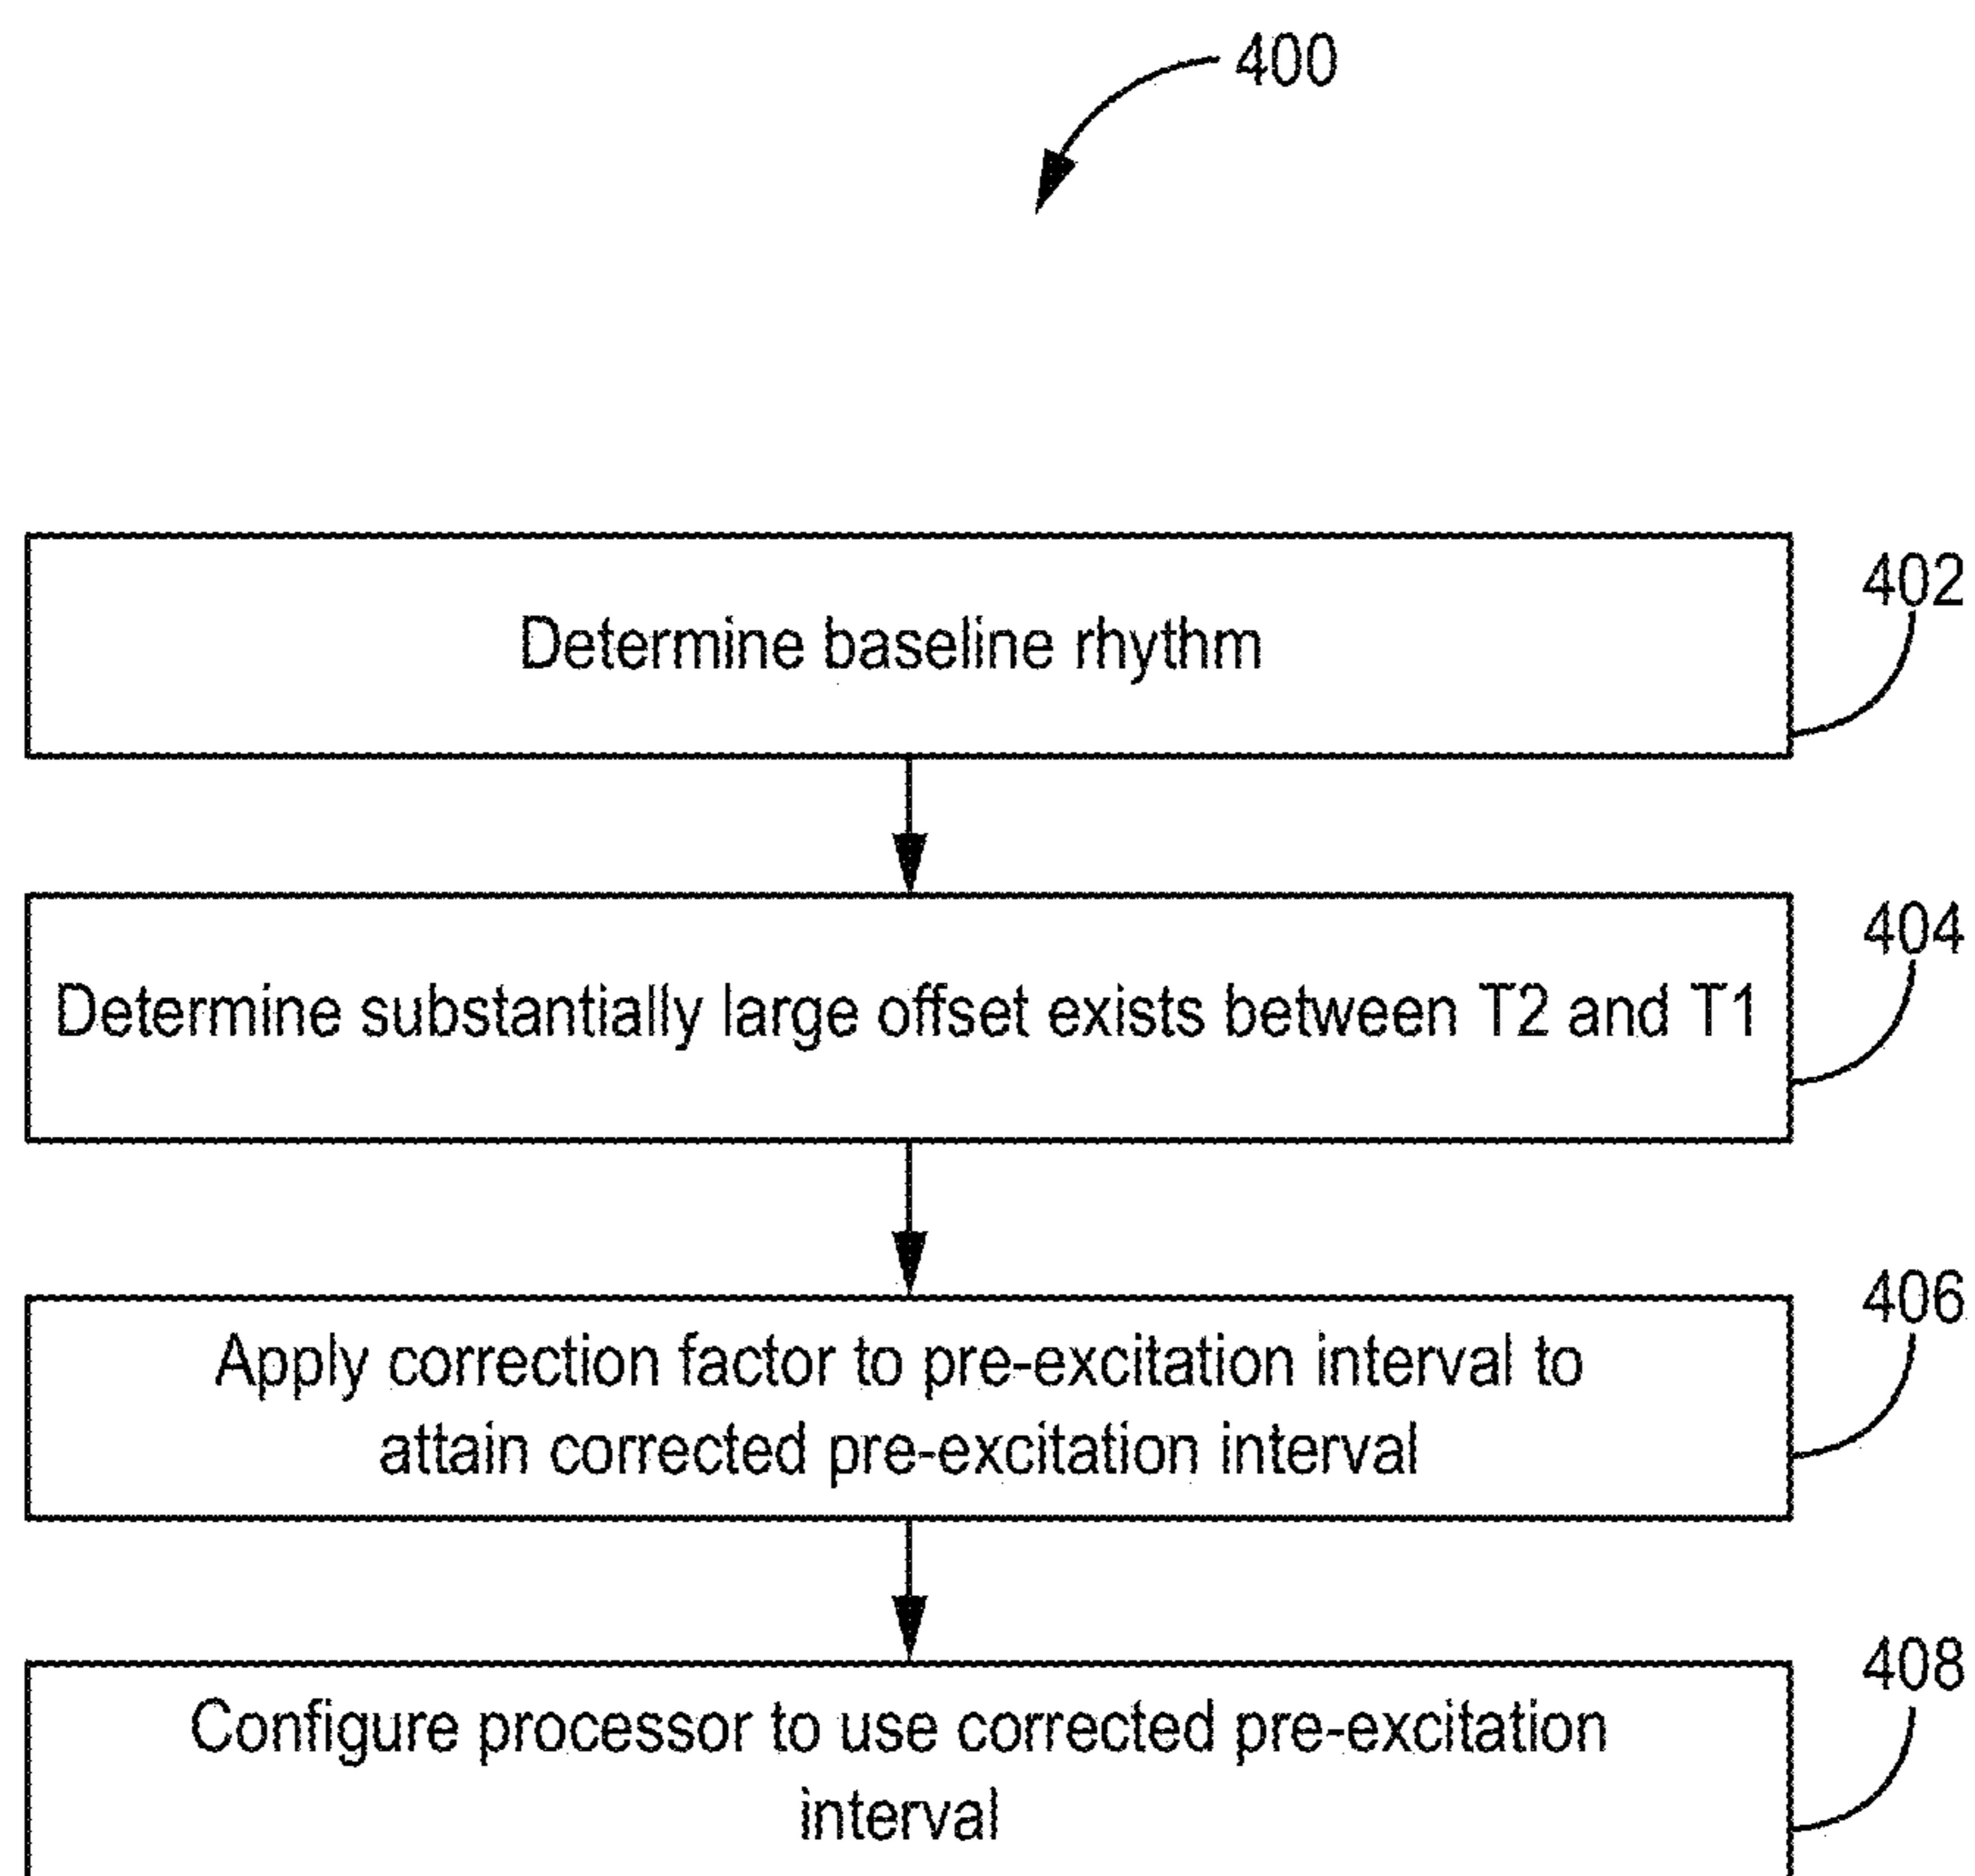 400
Determine baseline rhythm
402
Determine substantially large offset exists between T2 and T1
404
Apply correction factor to pre-excitation interval to
attain corrected pre-excitation interval
406
Configure processor to use corrected pre-excitation
interval
408